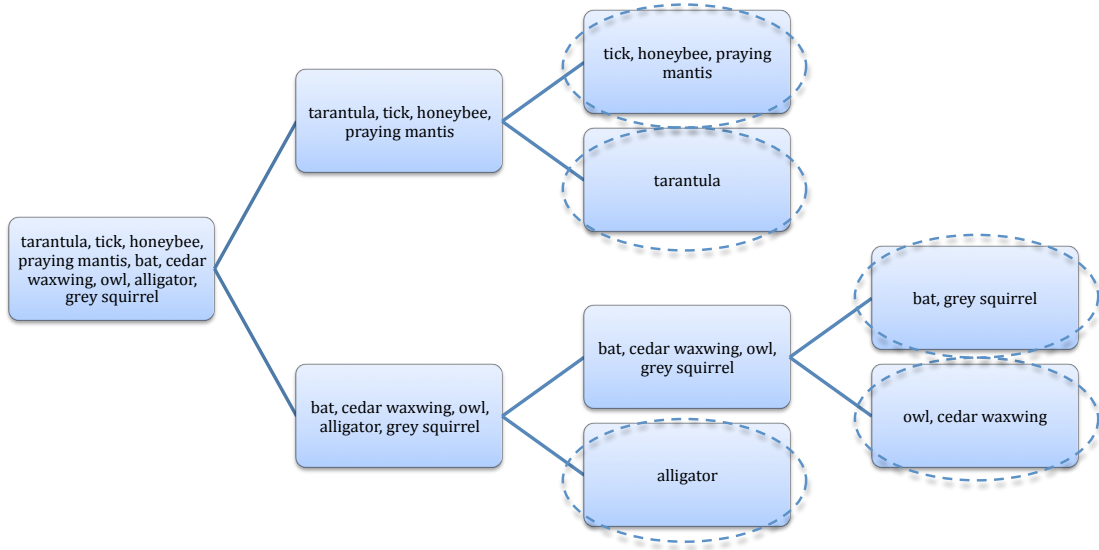 tarantula, tick, honeybee,
praying mantis, bat, cedar
waxwing, owl, alligator,
grey squirrel
tarantula, tick, honeybee,
praying mantis
tick, honeybee, praying
mantis
tarantula
bat, cedar waxwing, owl,
alligator, grey squirrel
bat, cedar waxwing, owl,
grey squirrel
bat, grey squirrel
owl, cedar waxwing
alligator